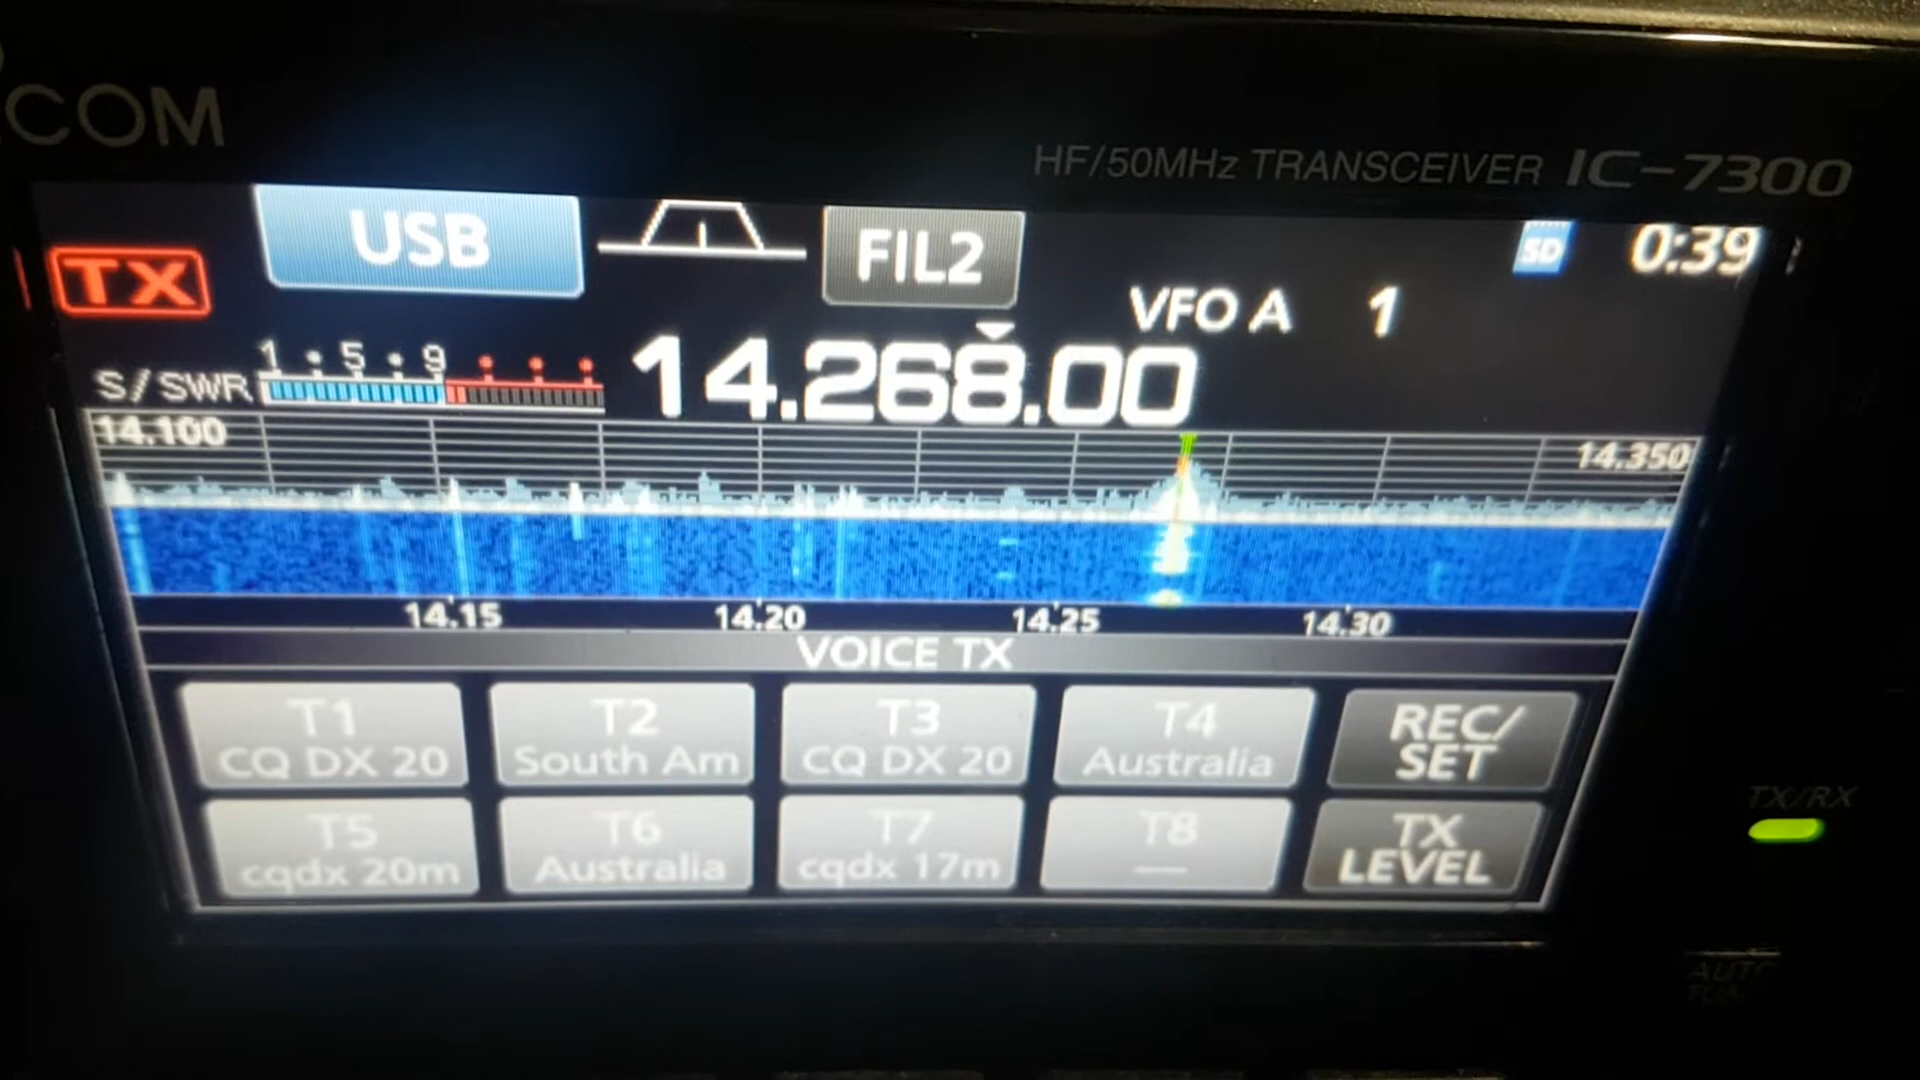 COM
HF/50MHz TRANSCEIVER IC-7300
TX USB FIL2 SD 0:39
VFO A 1
S/SWR 1 • 5 • 9 14.268.00
14.100 14.350
14.15 14.20 14.25 14.30
VOICE TX
T1 T2 T3 T4 REC/
CQ DX 20 South Am CQ DX 20 Australia SET
T5 T6 T7 T8 TX
cqdx 20m Australia cqdx 17m — LEVEL
TX/RX